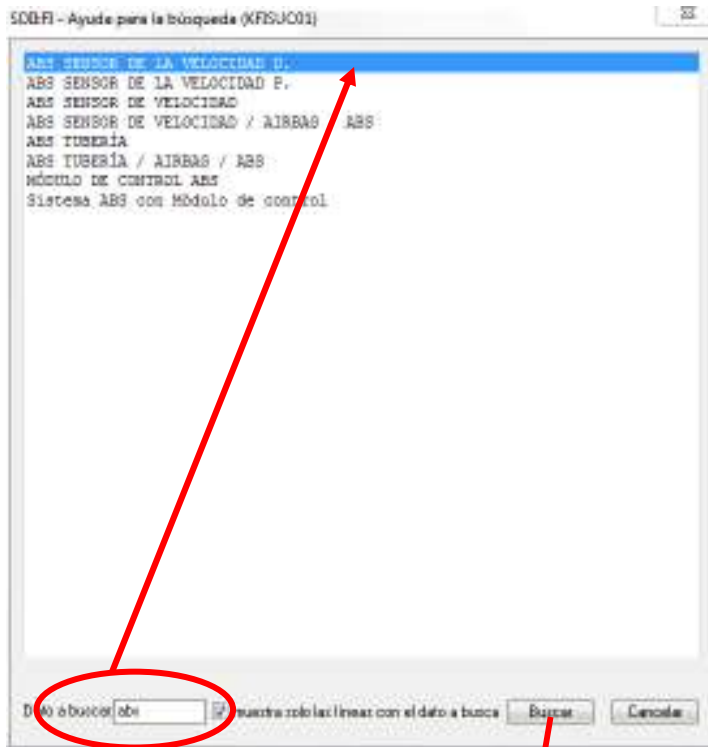 SOD:FI - Ayuda para la búsqueda (KFISUC01)
ABS SENSOR DE LA VELOCIDAD D.
ABS SENSOR DE LA VELOCIDAD P.
ABS SENSOR DE VELOCIDAD
ABS SENSOR DE VELOCIDAD / AIRBAG ABS
ABS TUBERÍA
ABS TUBERÍA / AIRBAG / ABS
MÓDULO DE CONTROL ABS
Sistema ABS con Módulo de control
Dato a buscar abs muestra solo las líneas con el dato a busca Buscar Cancelar